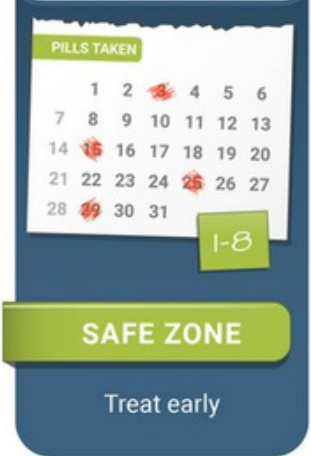 PILLS TAKEN
1 2 3 4 5 6
7 8 9 10 11 12 13
14 15 16 17 18 19 20
21 22 23 24 25 26 27
28 29 30 31
1-8
SAFE ZONE
Treat early